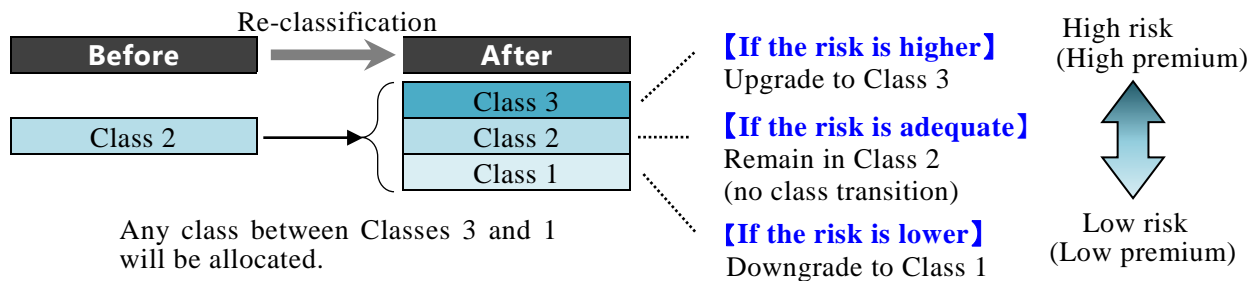 Re-classification
Before
After
Class 2
Class 3
Class 2
Class 1
Any class between Classes 3 and 1
will be allocated.
【If the risk is higher】
Upgrade to Class 3
【If the risk is adequate】
Remain in Class 2
(no class transition)
【If the risk is lower】
Downgrade to Class 1
High risk
(High premium)
Low risk
(Low premium)